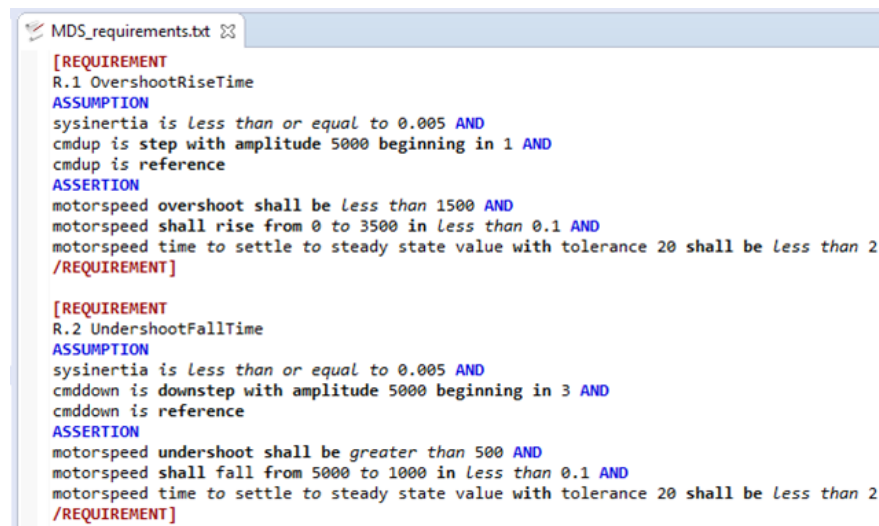 MDS_requirements.txt
[REQUIREMENT
R.1 OvershootRiseTime
ASSUMPTION
sysinertia is less than or equal to 0.005 AND
cmdup is step with amplitude 5000 beginning in 1 AND
cmdup is reference
ASSERTION
motorspeed overshoot shall be less than 1500 AND
motorspeed shall rise from 0 to 3500 in less than 0.1 AND
motorspeed time to settle to steady state value with tolerance 20 shall be less than 2
/REQUIREMENT]
[REQUIREMENT
R.2 UndershootFallTime
ASSUMPTION
sysinertia is less than or equal to 0.005 AND
cmddown is downstep with amplitude 5000 beginning in 3 AND
cmddown is reference
ASSERTION
motorspeed undershoot shall be greater than 500 AND
motorspeed shall fall from 5000 to 1000 in less than 0.1 AND
motorspeed time to settle to steady state value with tolerance 20 shall be less than 2
/REQUIREMENT]